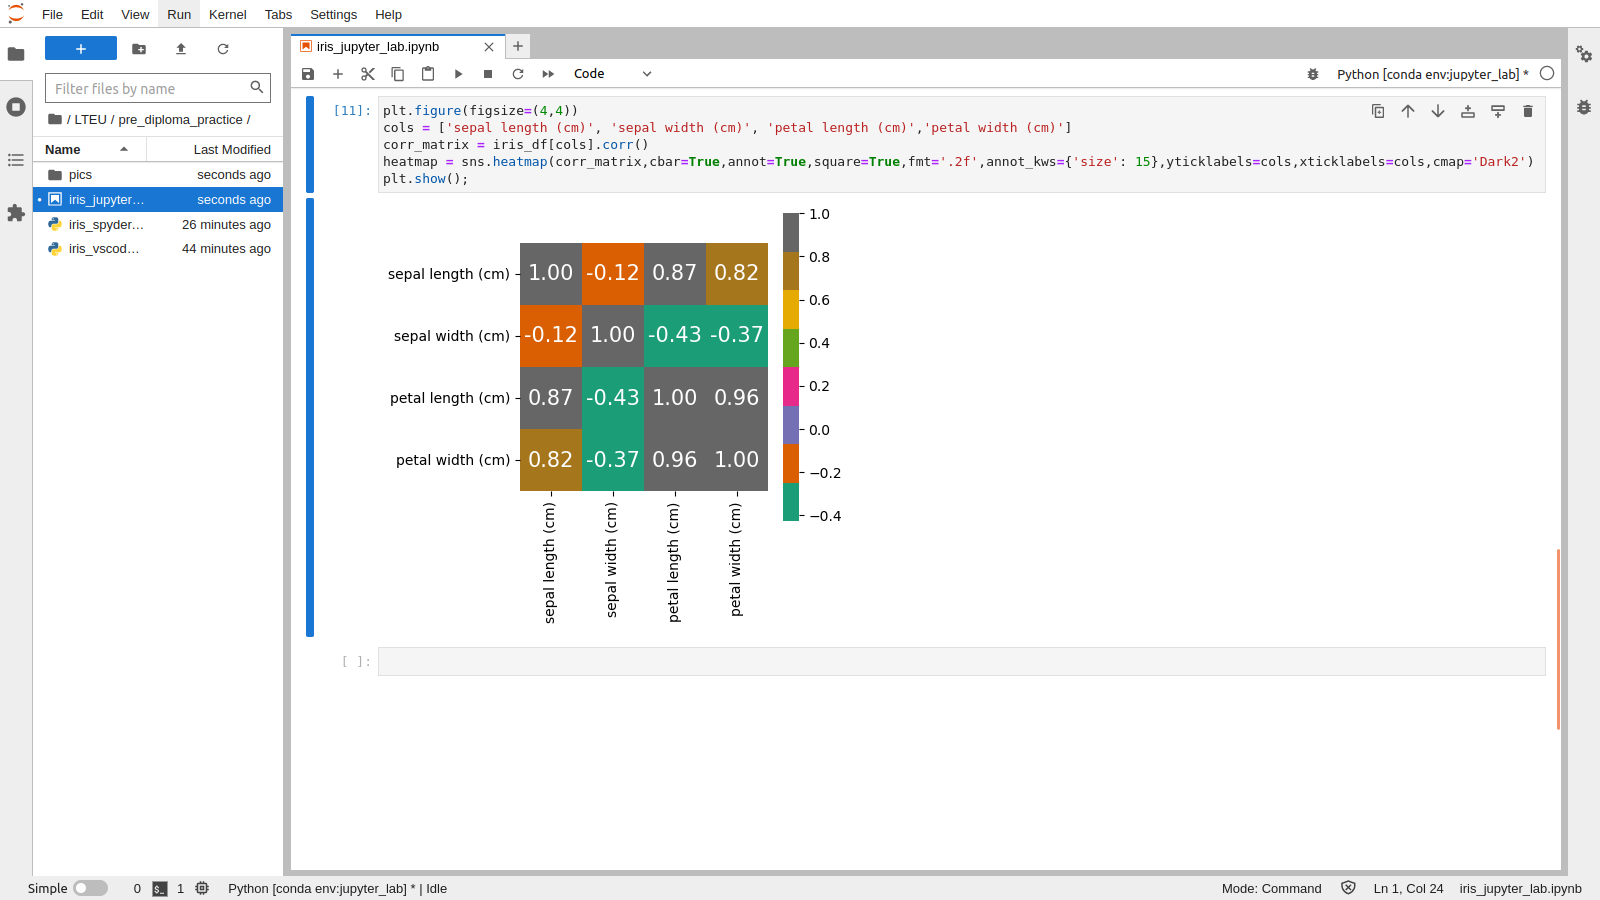 File Edit View Run Kernel Tabs Settings Help
Filter files by name
/ LTEU / pre_diploma_practice /
Name Last Modified
pics seconds ago
iris_jupyter... seconds ago
iris_spyder... 26 minutes ago
iris_vscod... 44 minutes ago
iris_jupyter_lab.ipynb
Code
Python [conda env:jupyter_lab] *
[11]:
plt.figure(figsize=(4,4))
cols = ['sepal length (cm)', 'sepal width (cm)', 'petal length (cm)','petal width (cm)']
corr_matrix = iris_df[cols].corr()
heatmap = sns.heatmap(corr_matrix,cbar=True,annot=True,square=True,fmt='.2f',annot_kws={'size': 15},yticklabels=cols,xticklabels=cols,cmap='Dark2')
plt.show();
sepal length (cm) 1.00 -0.12 0.87 0.82
sepal width (cm) -0.12 1.00 -0.43 -0.37
petal length (cm) 0.87 -0.43 1.00 0.96
petal width (cm) 0.82 -0.37 0.96 1.00
sepal length (cm)
sepal width (cm)
petal length (cm)
petal width (cm)
1.0
0.8
0.6
0.4
0.2
0.0
−0.2
−0.4
[ ]:
Simple 0 $_ 1 Python [conda env:jupyter_lab] * | Idle
Mode: Command Ln 1, Col 24 iris_jupyter_lab.ipynb